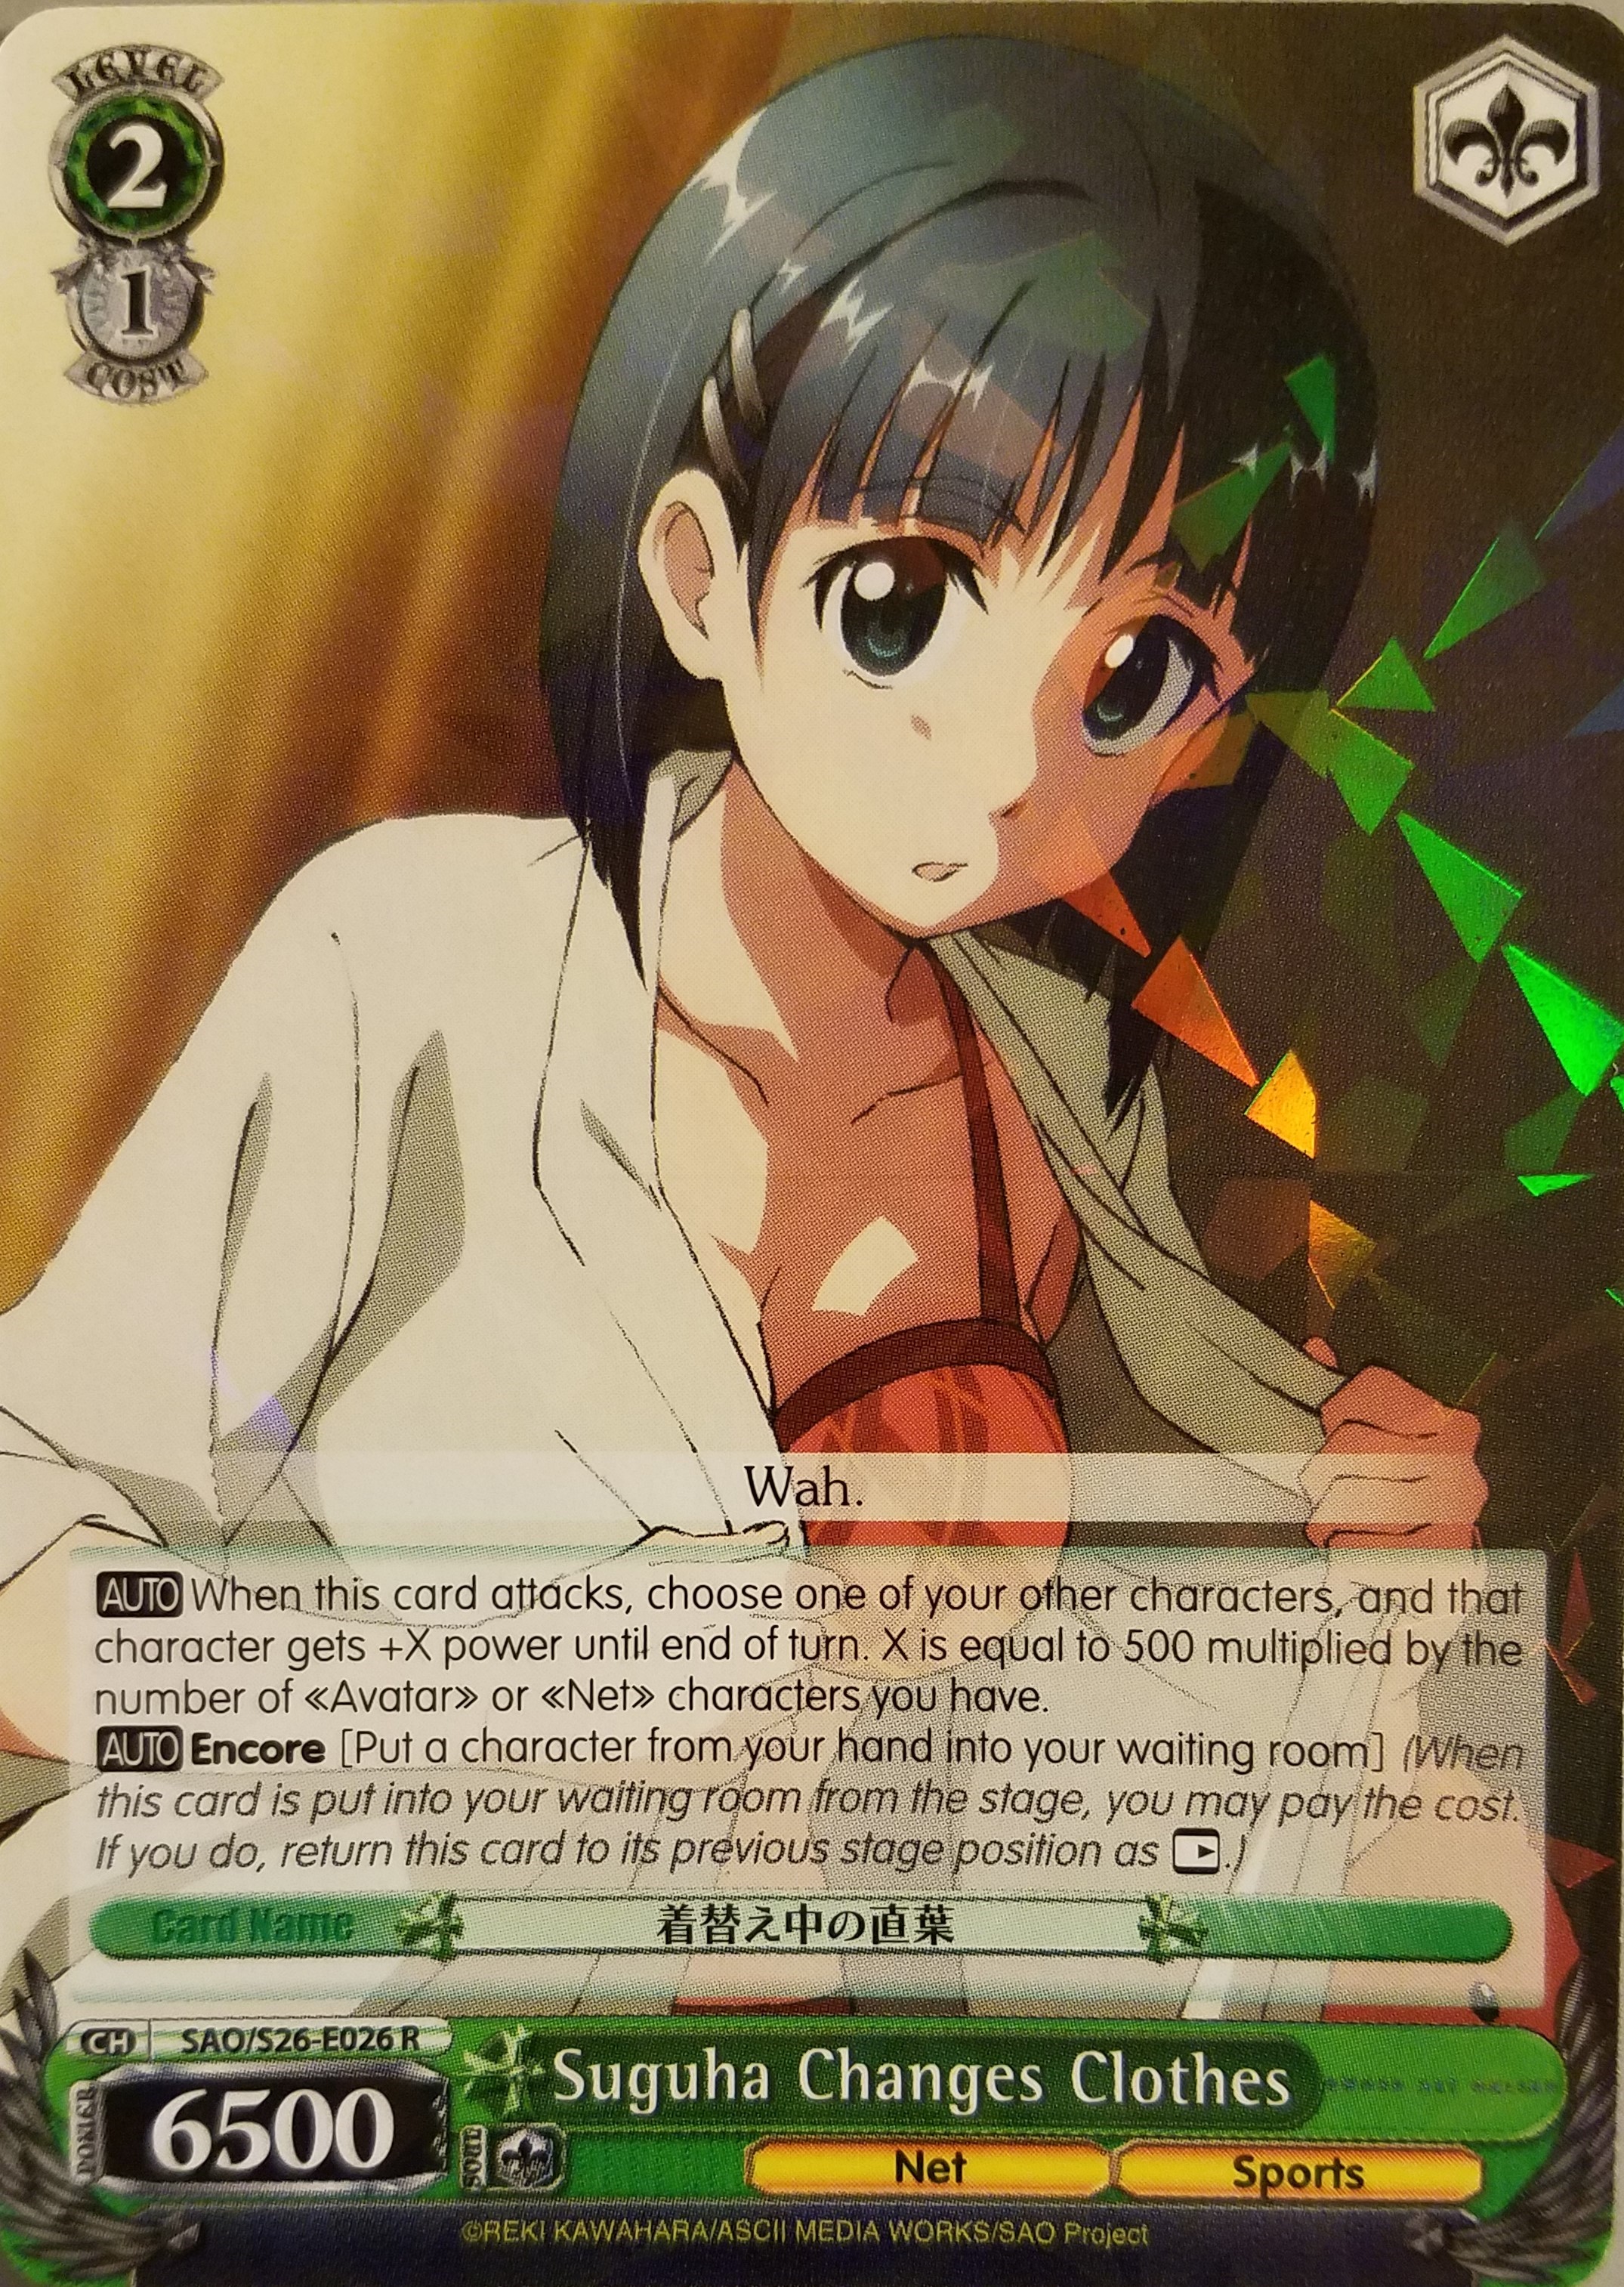 LEVEL
2
1
COST
Wah.
AUTO When this card attacks, choose one of your other characters, and that
character gets +X power until end of turn. X is equal to 500 multiplied by the
number of «Avatar» or «Net» characters you have.
AUTO Encore [Put a character from your hand into your waiting room] (When
this card is put into your waiting room from the stage, you may pay the cost.
If you do, return this card to its previous stage position as .)
Card Name
着替え中の直葉
CH SAO/S26-E026 R
Suguha Changes Clothes
POWER
6500
SOUL
Net
Sports
©REKI KAWAHARA/ASCII MEDIA WORKS/SAO Project